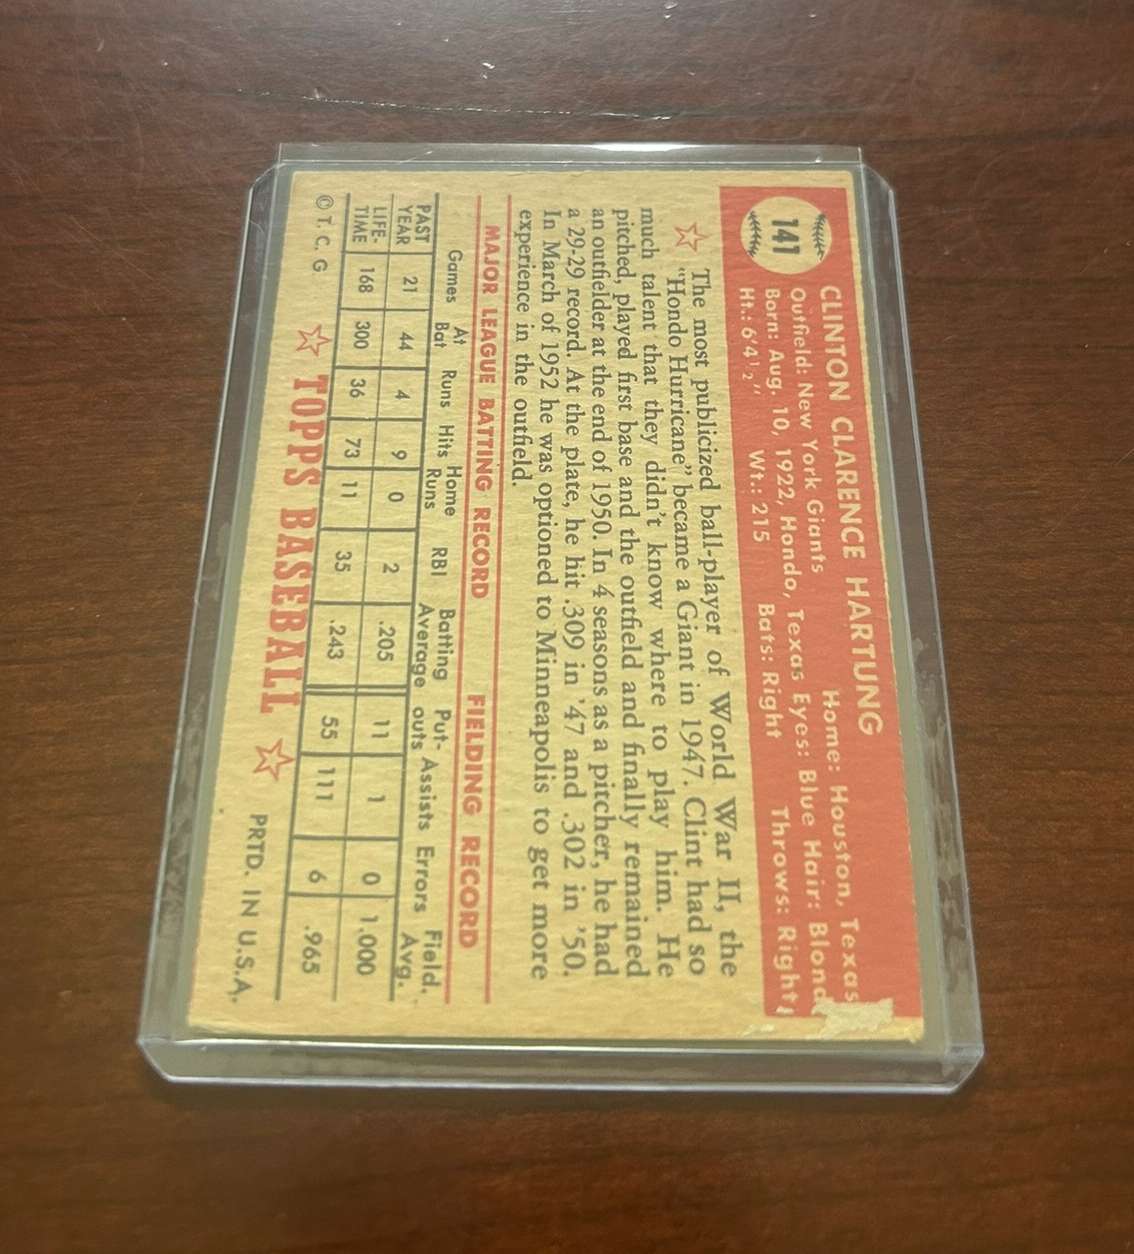 141
CLINTON CLARENCE HARTUNG
Outfield: New York Giants Home: Houston, Texas
Born: Aug. 10, 1922, Hondo, Texas Eyes: Blue Hair: Blond
Ht.: 6'4½" Wt.: 215 Bats: Right Throws: Right
The most publicized ball-player of World War II, the
"Hondo Hurricane" became a Giant in 1947. Clint had so
much talent that they didn't know where to play him. He
pitched, played first base and the outfield and finally remained
an outfielder at the end of 1950. In 4 seasons as a pitcher, he had
a 29-29 record. At the plate, he hit .309 in '47 and .302 in '50.
In March of 1952 he was optioned to Minneapolis to get more
experience in the outfield.
MAJOR LEAGUE BATTING RECORD FIELDING RECORD
Games At Bat Runs Hits Home Runs RBI Batting Average Put-outs Assists Errors Field. Avg.
PAST YEAR 21 44 4 9 0 2 .205 11 1 0 1.000
LIFE-TIME 168 300 36 73 11 35 .243 55 111 6 .965
© T. C. G TOPPS BASEBALL PRTD. IN U.S.A.